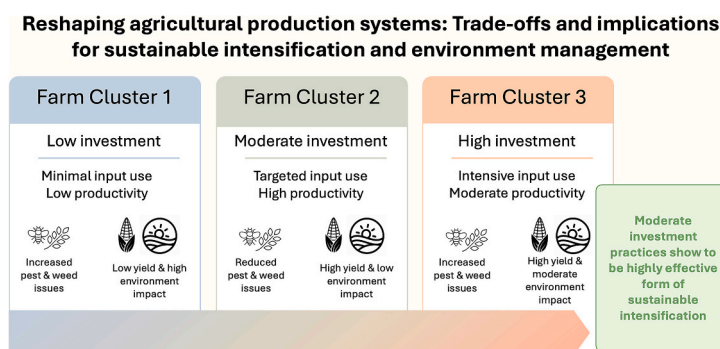 Reshaping agricultural production systems: Trade-offs and implications
for sustainable intensification and environment management
Farm Cluster 1
Low investment
Minimal input use
Low productivity
Increased
pest & weed
issues
Low yield & high
environment
impact
Farm Cluster 2
Moderate investment
Targeted input use
High productivity
Reduced
pest & weed
issues
High yield & low
environment
impact
Farm Cluster 3
High investment
Intensive input use
Moderate productivity
Increased
pest & weed
issues
High yield &
moderate
environment
impact
Moderate
investment
practices show to
be highly effective
form of
sustainable
intensification